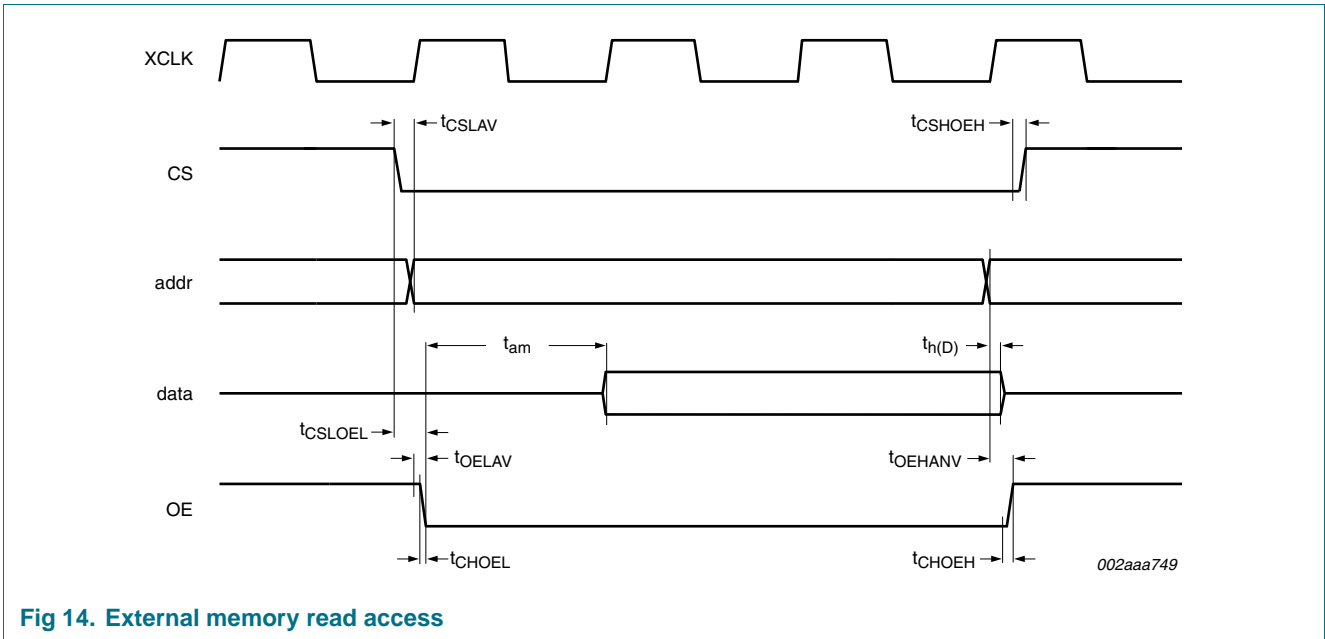 XCLK
tCSLAV
tCSHOEH
CS
addr
tam
th(D)
data
tCSLOEL
tOELAV
tOEHANV
OE
tCHOEL
tCHOEH
002aaa749
Fig 14. External memory read access